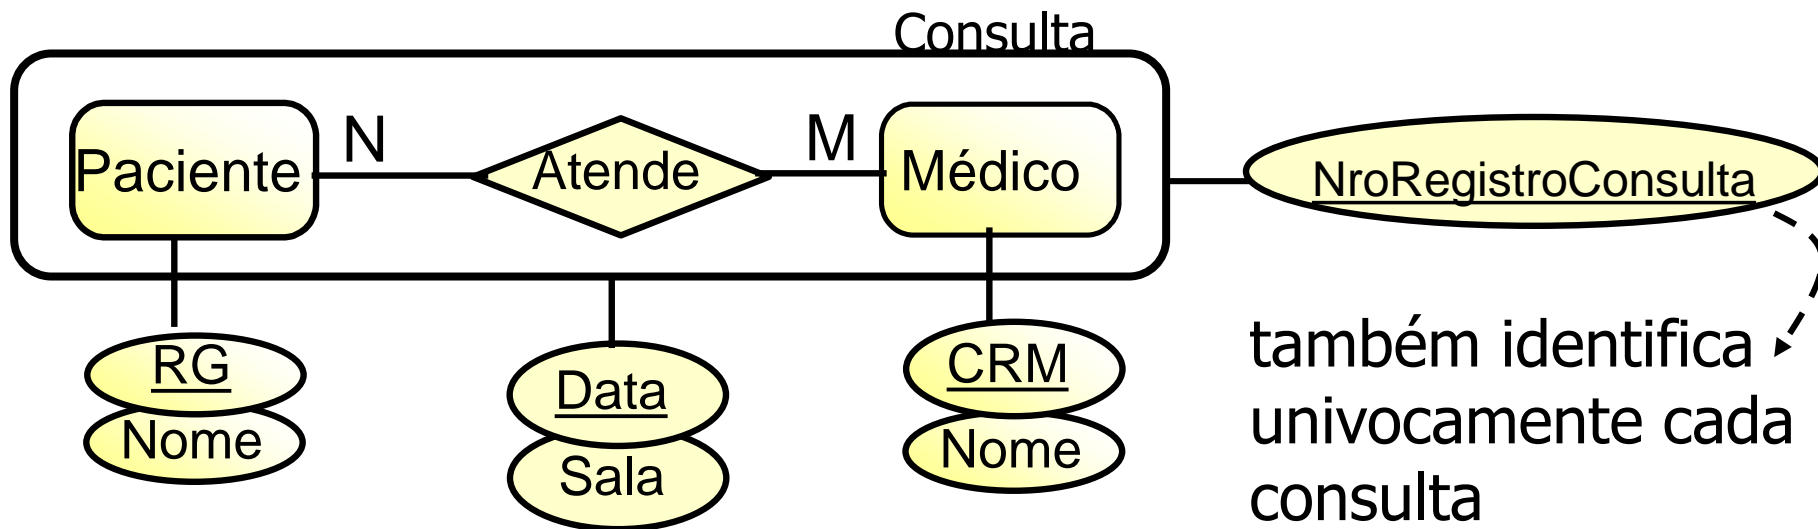 Consulta
Paciente
N
Atende
M
Médico
NroRegistroConsulta
RG
Nome
Data
Sala
CRM
Nome
também identifica
univocamente cada
consulta